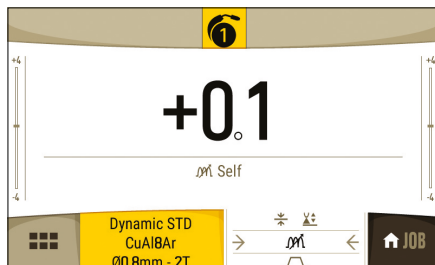 1
+4
+4
+0.1
Self
-4
-4
Dynamic STD
CuAl8Ar
JOB
Ø0.8mm - 2T